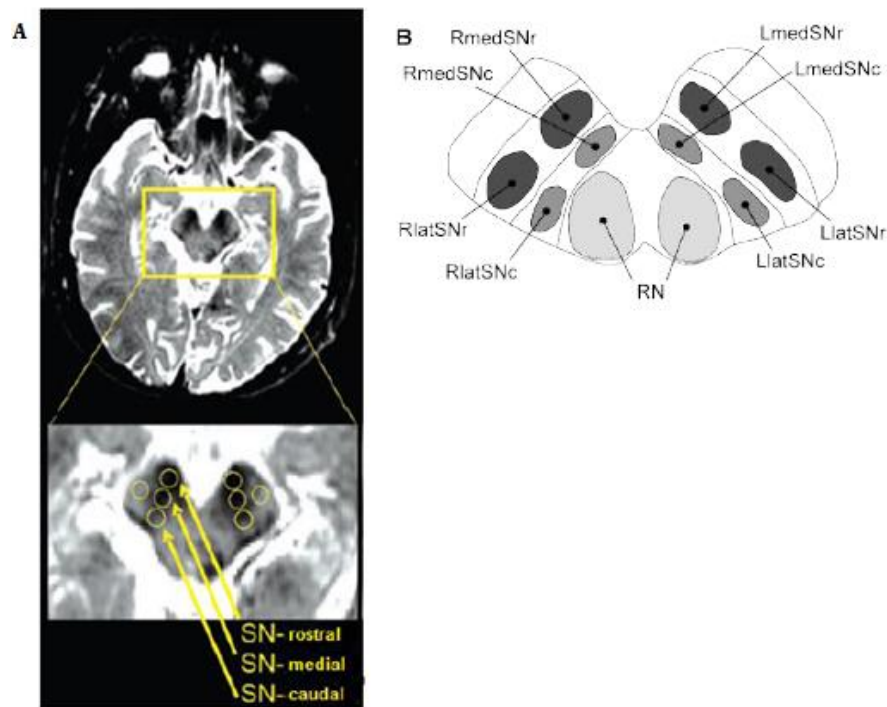 A
SN- rostral
SN- medial
SN- caudal
B
RmedSNr
LmedSNr
RmedSNc
LmedSNc
RlatSNr
LlatSNr
RlatSNc
LlatSNc
RN